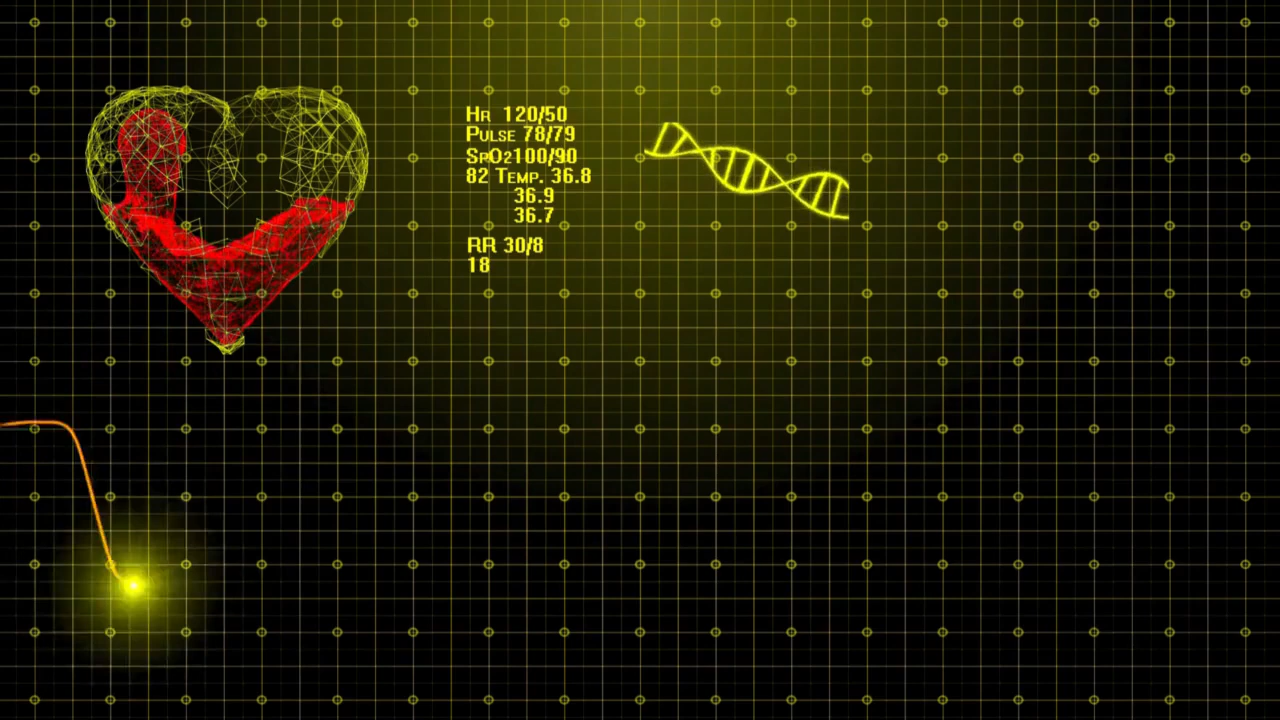 Hr 120/50
Pulse 78/79
SpO2100/90
82 Temp. 36.8
36.9
36.7
RR 30/8
18